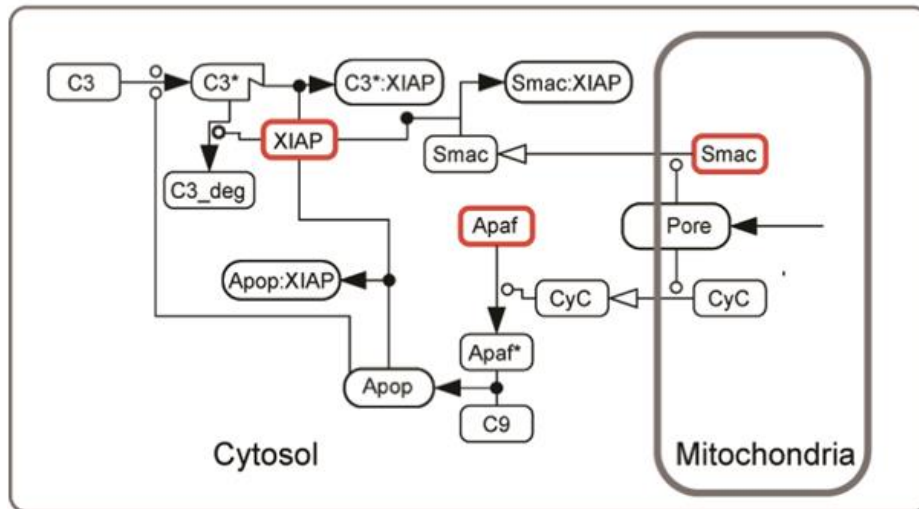 C3
C3*
C3*:XIAP
Smac:XIAP
XIAP
Smac
Smac
C3_deg
Apaf
Pore
Apop:XIAP
CyC
CyC
Apaf*
Apop
C9
Cytosol
Mitochondria